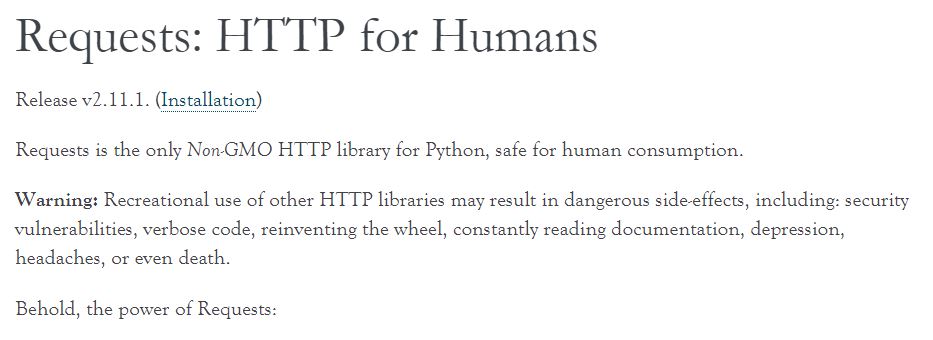 Requests: HTTP for Humans
Release v2.11.1. (Installation)
Requests is the only Non-GMO HTTP library for Python, safe for human consumption.
Warning: Recreational use of other HTTP libraries may result in dangerous side-effects, including: security
vulnerabilities, verbose code, reinventing the wheel, constantly reading documentation, depression,
headaches, or even death.
Behold, the power of Requests: